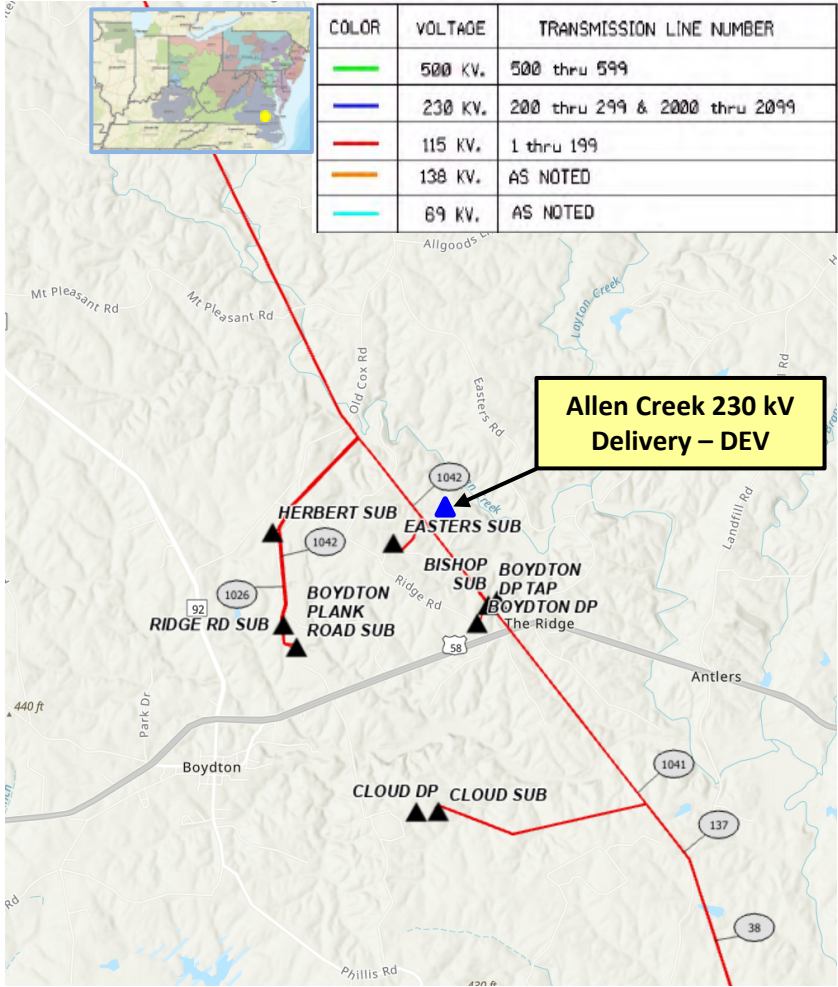 COLOR VOLTAGE TRANSMISSION LINE NUMBER
500 KV. 500 thru 599
230 KV. 200 thru 299 & 2000 thru 2099
115 KV. 1 thru 199
138 KV. AS NOTED
69 KV. AS NOTED
Allgoods
Mt Pleasant Rd
Mt Pleasant Rd
Layton Creek
Old Cox Rd
Easters Rd
Allen Creek 230 kV
Delivery – DEV
1042
Creek
HERBERT SUB
EASTERS SUB
1042
Landfill Rd
BISHOP
SUB
BOYDTON
DP TAP
BOYDTON DP
Ridge Rd
1026
92
BOYDTON
PLANK
ROAD SUB
RIDGE RD SUB
The Ridge
58
Antlers
440 ft
Park Dr
Boydton
1041
CLOUD DP
CLOUD SUB
137
38
Rd
Phillis Rd